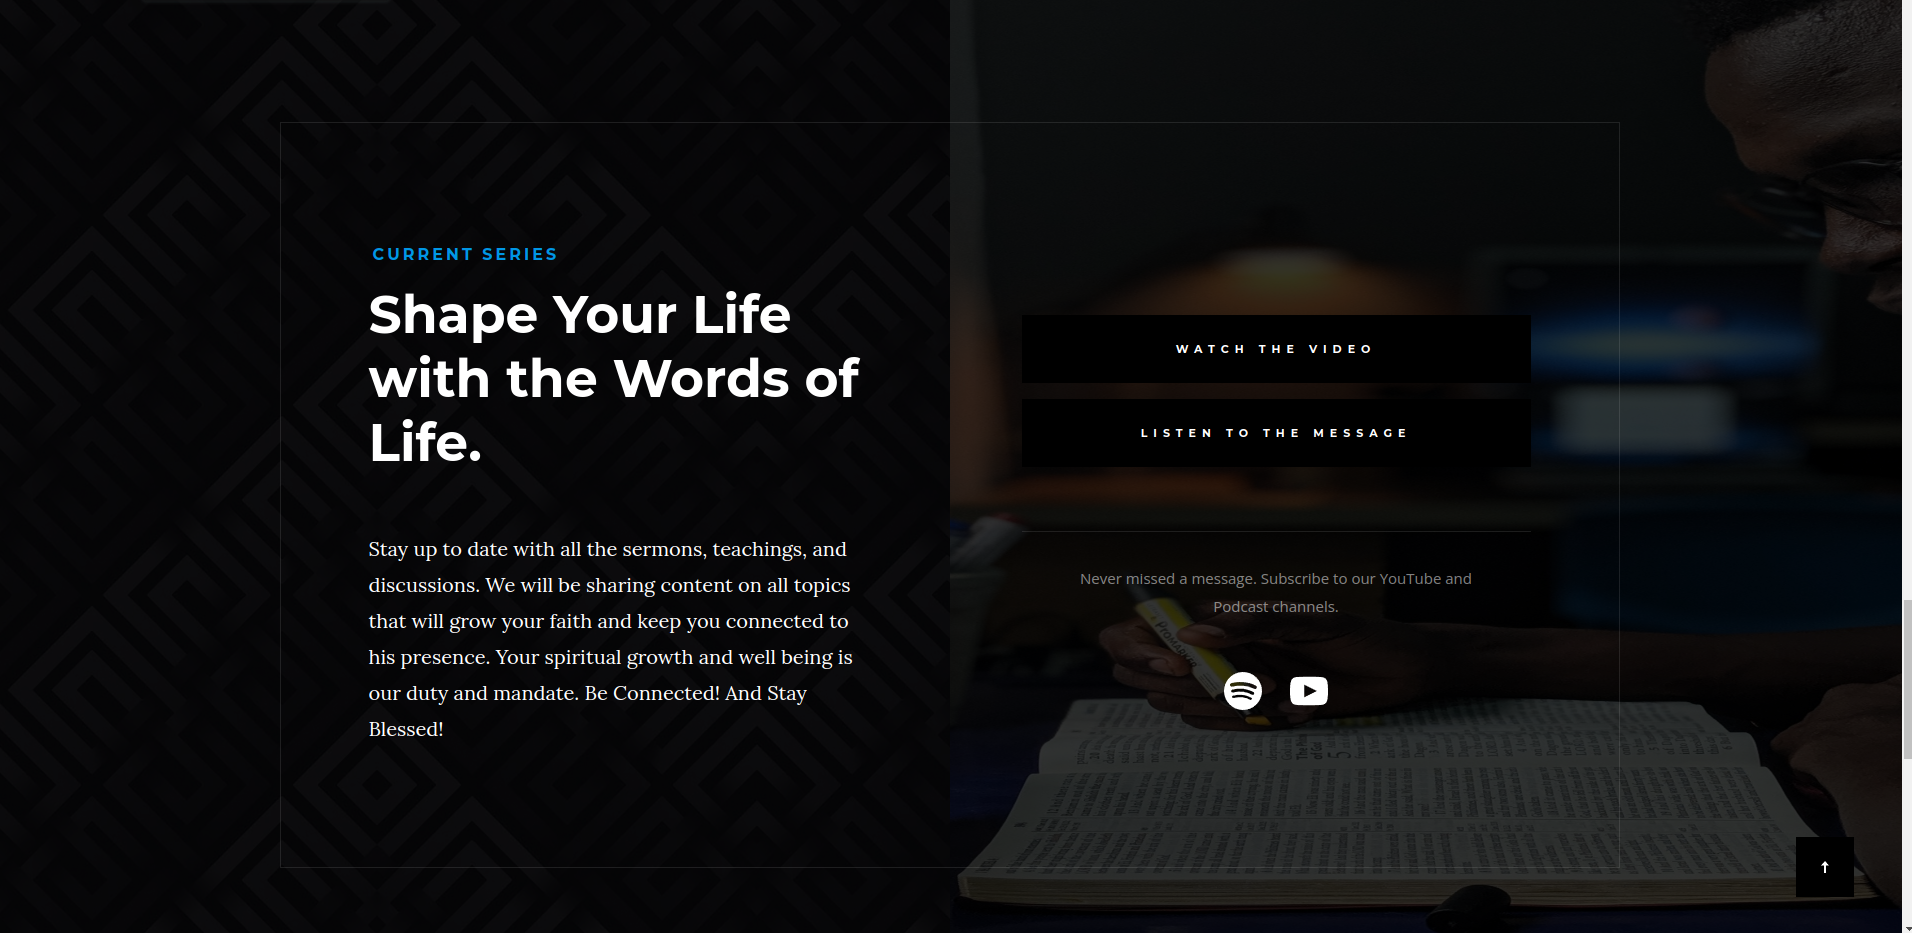 CURRENT SERIES
Shape Your Life
with the Words of
Life.
Stay up to date with all the sermons, teachings, and
discussions. We will be sharing content on all topics
that will grow your faith and keep you connected to
his presence. Your spiritual growth and well being is
our duty and mandate. Be Connected! And Stay
Blessed!
WATCH THE VIDEO
LISTEN TO THE MESSAGE
Never missed a message. Subscribe to our YouTube and
Podcast channels.